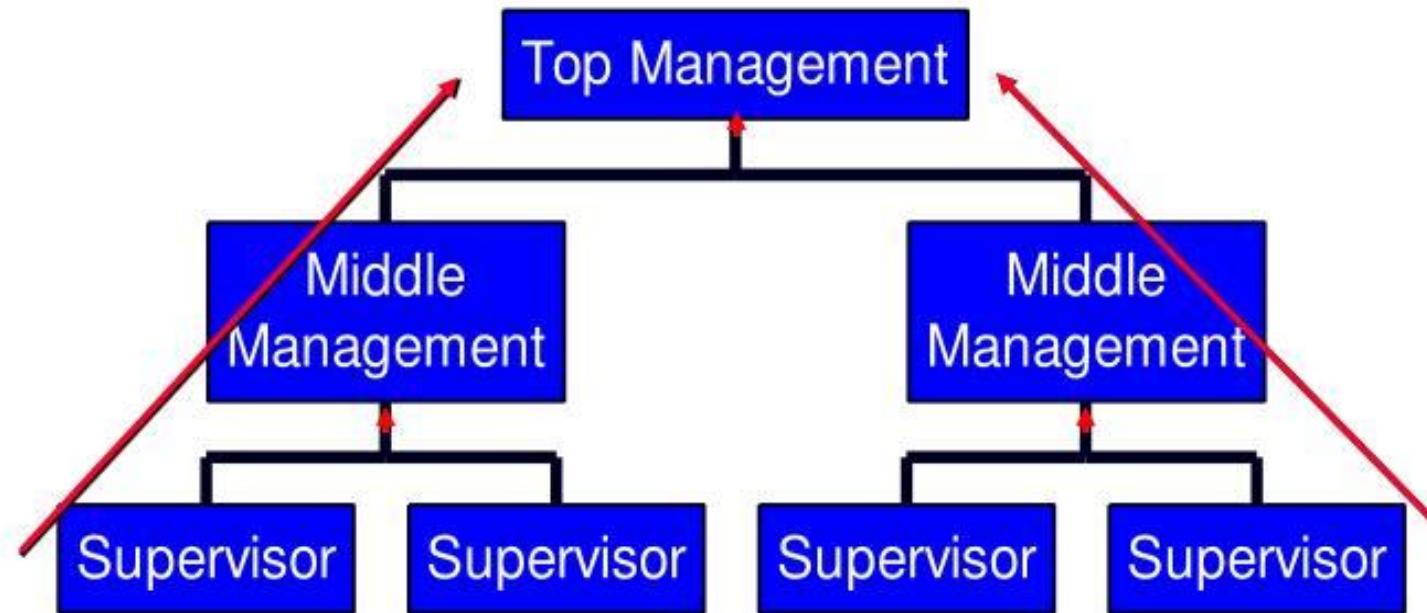 Top Management
Middle
Management
Middle
Management
Supervisor
Supervisor
Supervisor
Supervisor